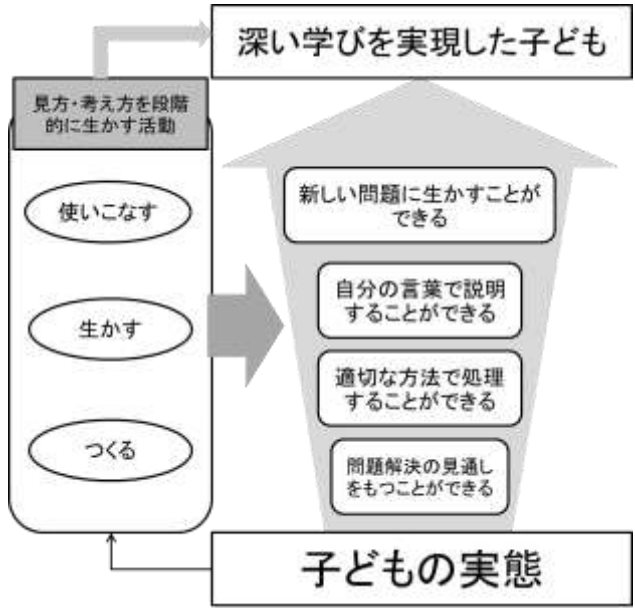 深い学びを実現した子ども
見方・考え方を段階
的に生かす活動
使いこなす
生かす
つくる
新しい問題に生かすことが
できる
自分の言葉で説明
することができる
適切な方法で処理
することができる
問題解決の見通し
をもつことができる
子どもの実態